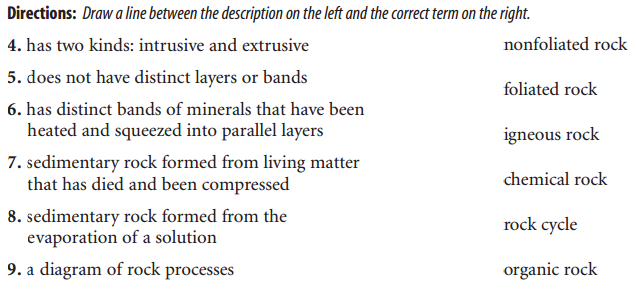 Directions: Draw a line between the description on the left and the correct term on the right.
4. has two kinds: intrusive and extrusive
5. does not have distinct layers or bands
6. has distinct bands of minerals that have been
heated and squeezed into parallel layers
7. sedimentary rock formed from living matter
that has died and been compressed
8. sedimentary rock formed from the
evaporation of a solution
9. a diagram of rock processes
nonfoliated rock
foliated rock
igneous rock
chemical rock
rock cycle
organic rock